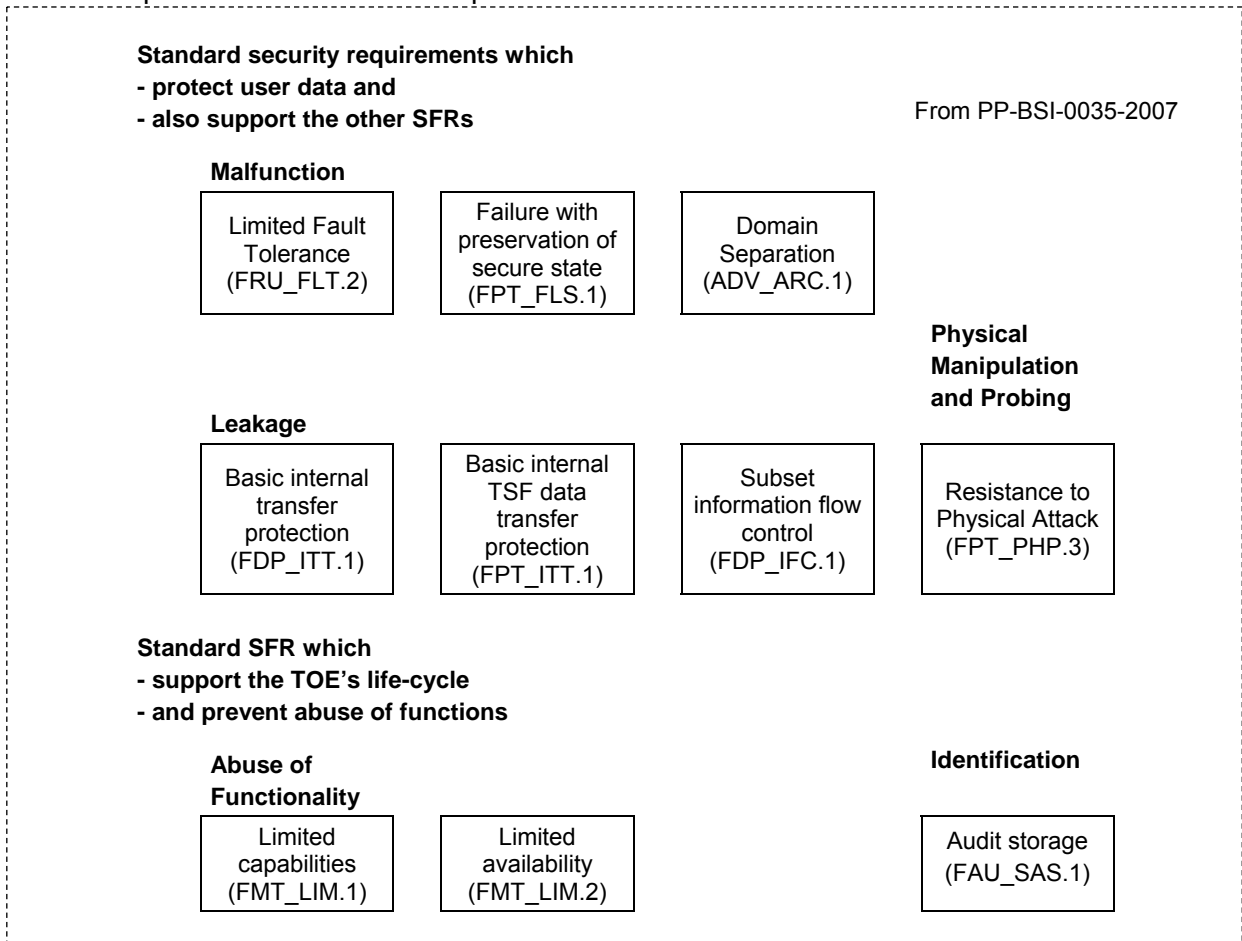 Standard security requirements which
- protect user data and
- also support the other SFRs
From PP-BSI-0035-2007
Malfunction
Limited Fault
Tolerance
(FRU_FLT.2)
Failure with
preservation of
secure state
(FPT_FLS.1)
Domain
Separation
(ADV_ARC.1)
Physical
Manipulation
and Probing
Leakage
Basic internal
transfer
protection
(FDP_ITT.1)
Basic internal
TSF data
transfer
protection
(FPT_ITT.1)
Subset
information flow
control
(FDP_IFC.1)
Resistance to
Physical Attack
(FPT_PHP.3)
Standard SFR which
- support the TOE’s life-cycle
- and prevent abuse of functions
Abuse of
Functionality
Identification
Limited
capabilities
(FMT_LIM.1)
Limited
availability
(FMT_LIM.2)
Audit storage
(FAU_SAS.1)